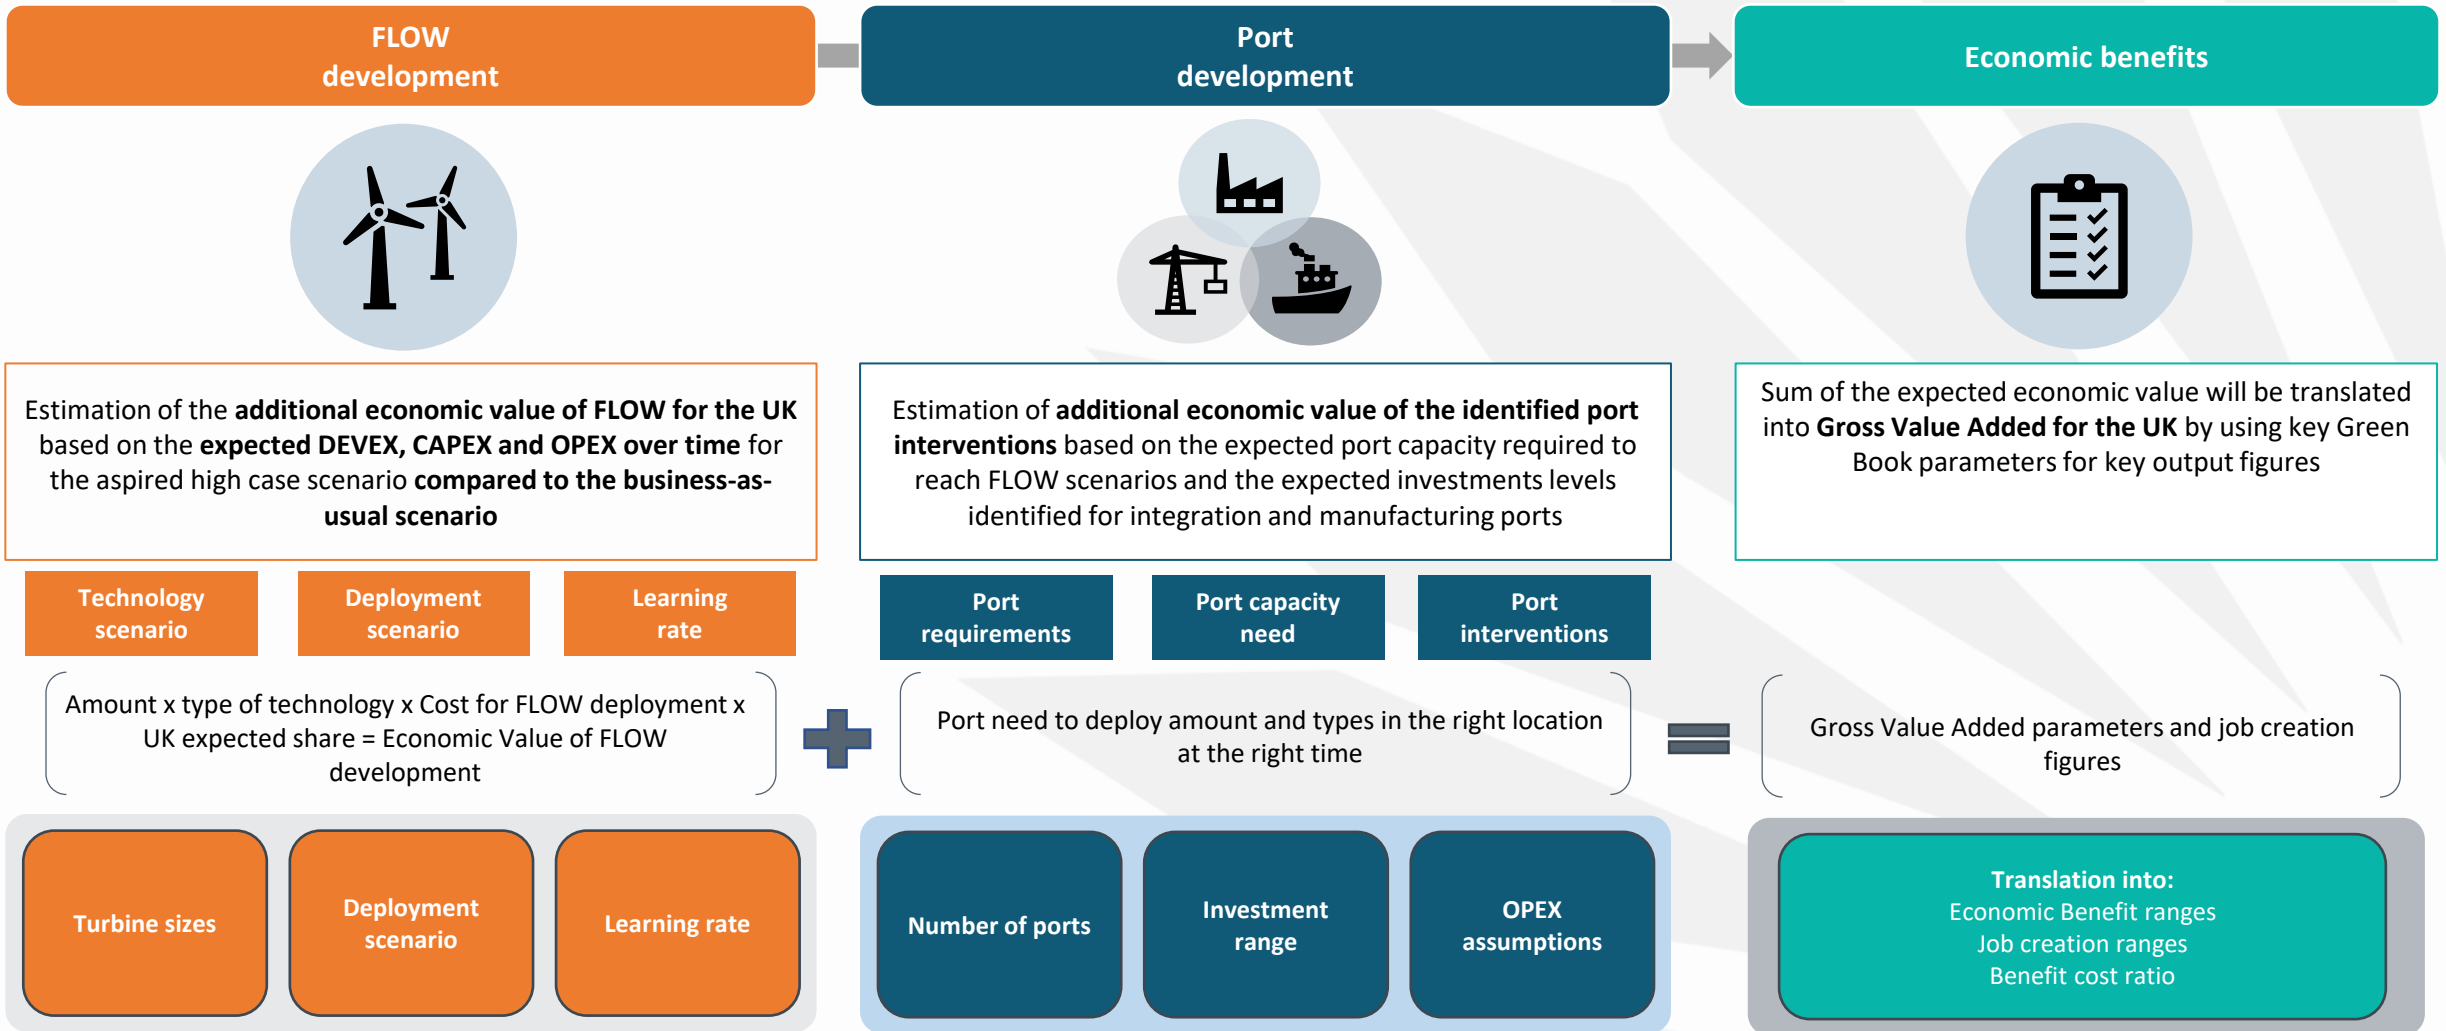 FLOW
development
Port
development
Economic benefits
Estimation of the additional economic value of FLOW for the UK
based on the expected DEVEX, CAPEX and OPEX over time for
the aspired high case scenario compared to the business-as-
usual scenario
Estimation of additional economic value of the identified port
interventions based on the expected port capacity required to
reach FLOW scenarios and the expected investments levels
identified for integration and manufacturing ports
Sum of the expected economic value will be translated
into Gross Value Added for the UK by using key Green
Book parameters for key output figures
Technology
scenario
Deployment
scenario
Learning
rate
Port
requirements
Port capacity
need
Port
interventions
Amount x type of technology x Cost for FLOW deployment x
UK expected share = Economic Value of FLOW
development
Port need to deploy amount and types in the right location
at the right time
Gross Value Added parameters and job creation
figures
Turbine sizes
Deployment
scenario
Learning rate
Number of ports
Investment
range
OPEX
assumptions
Translation into:
Economic Benefit ranges
Job creation ranges
Benefit cost ratio